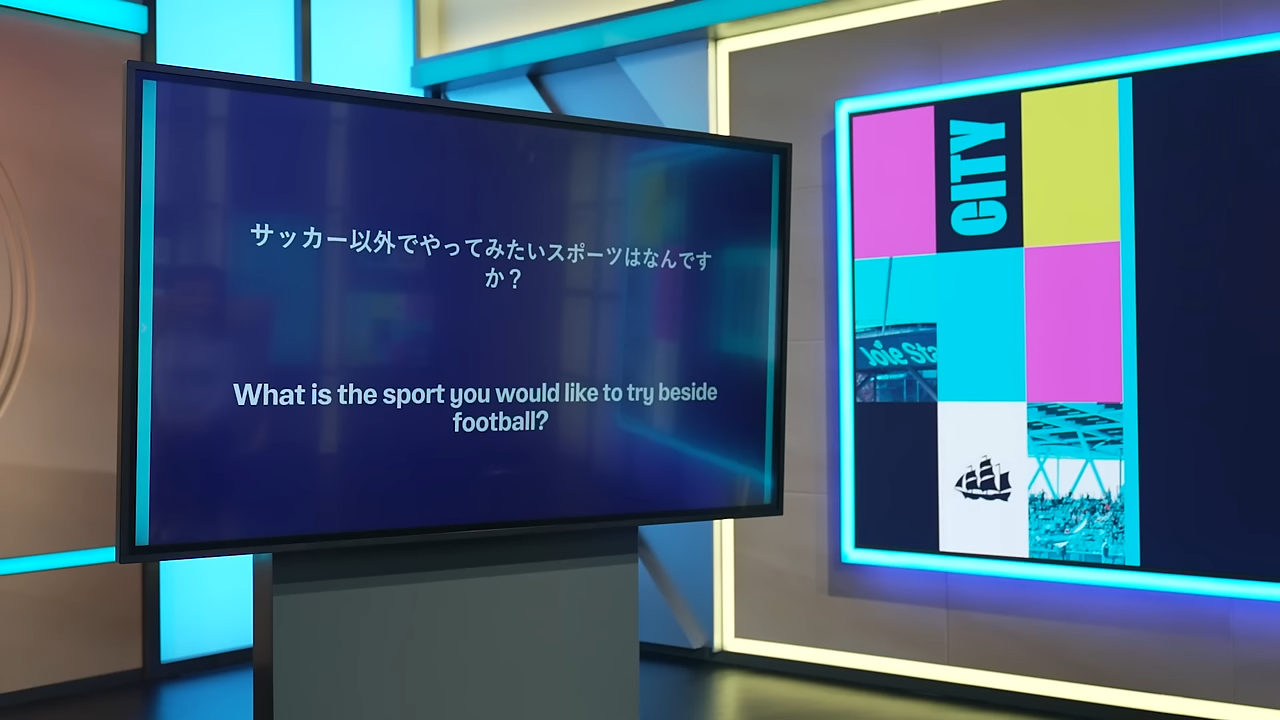 サッカー以外でやってみたいスポーツはなんです
か？
What is the sport you would like to try beside
football?
CITY
Joie